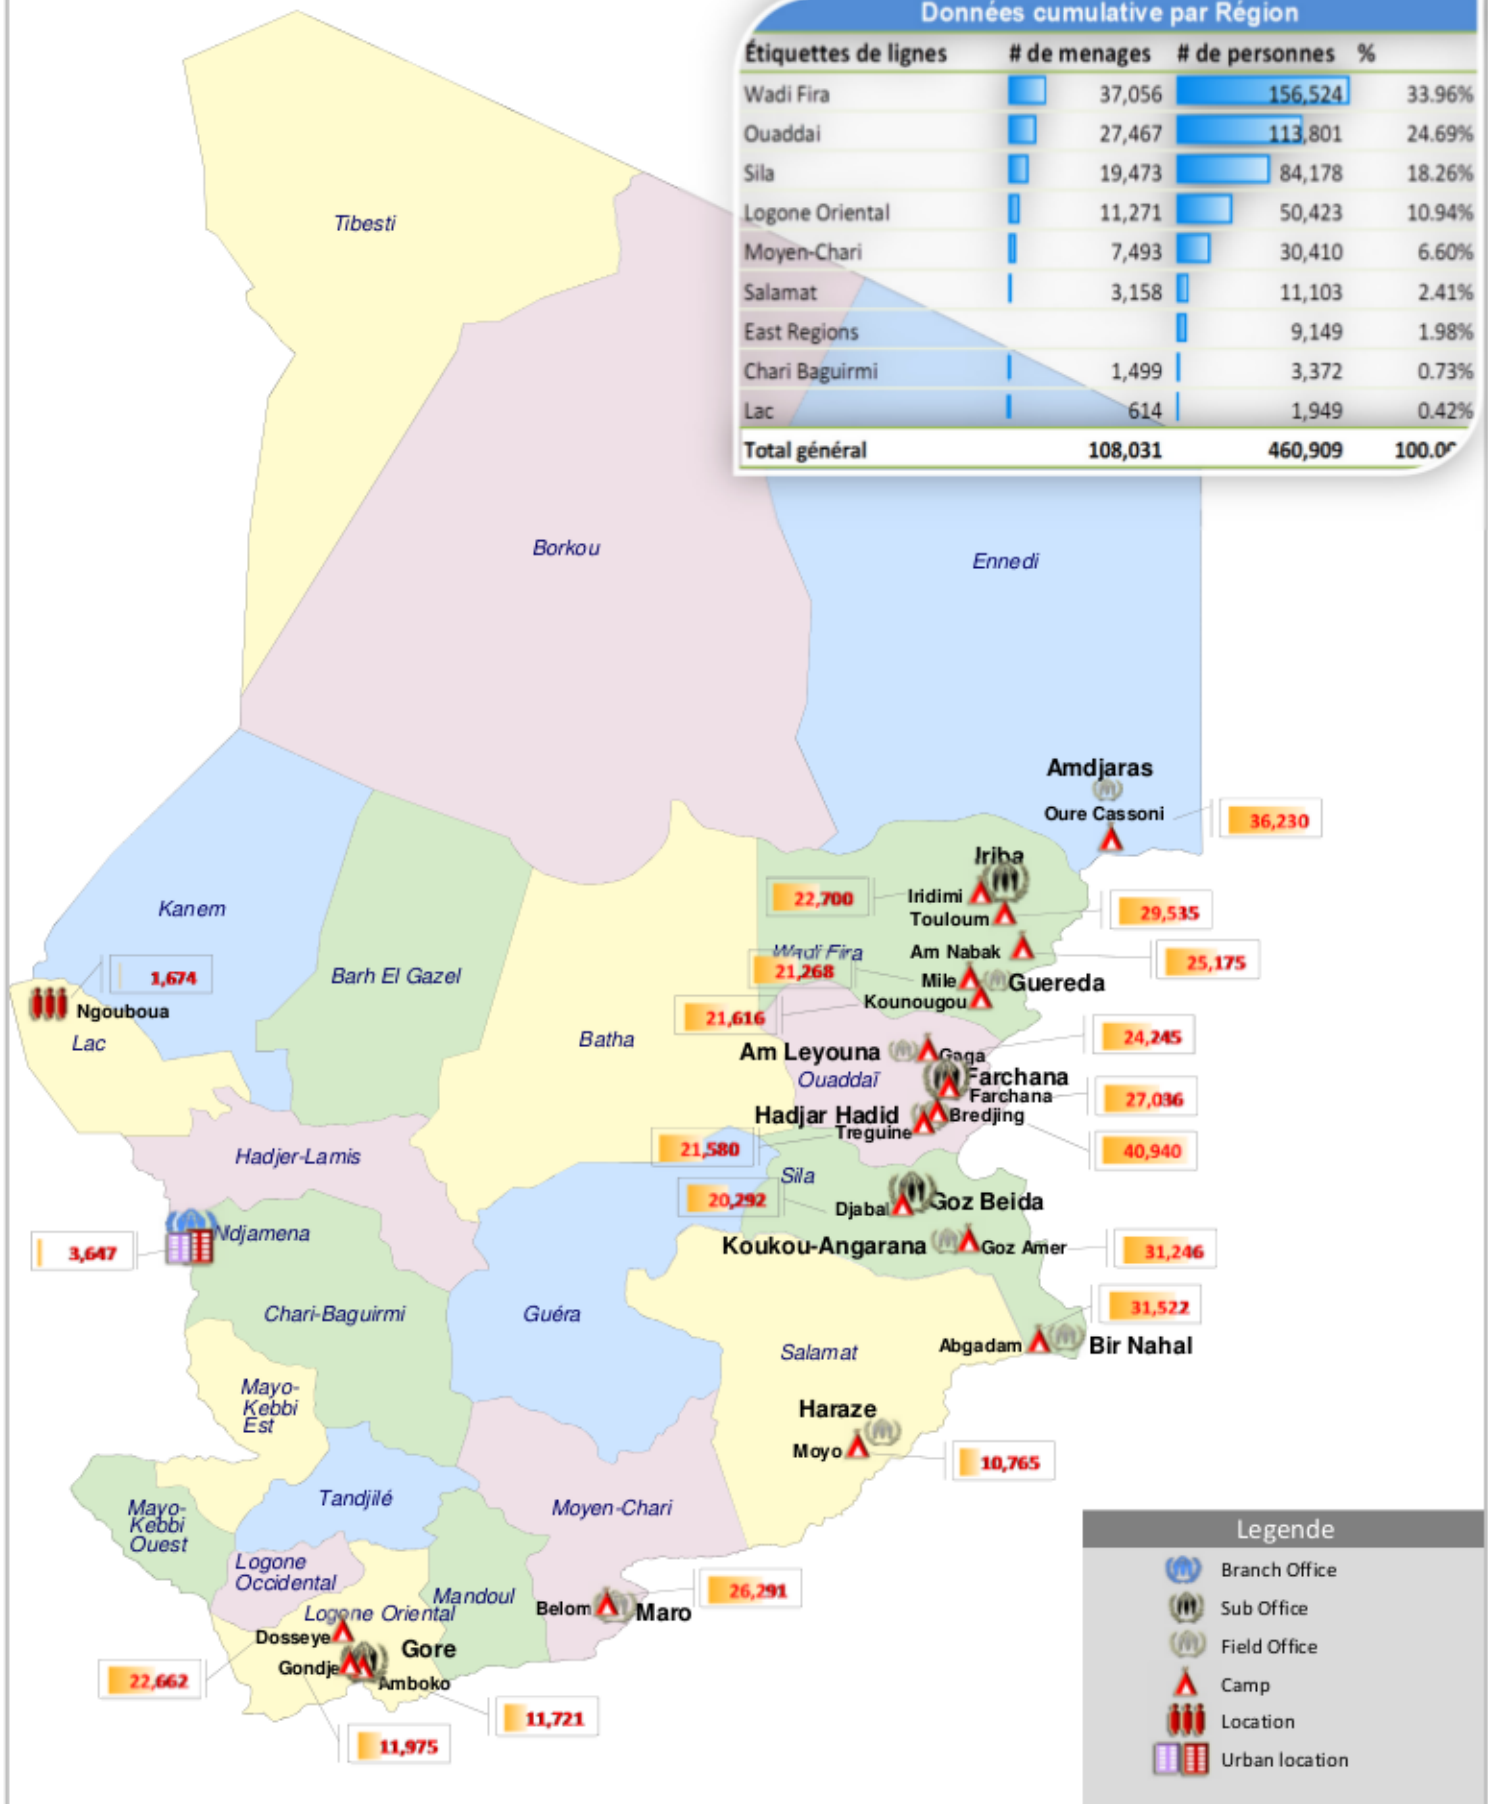 Données cumulative par Région
Étiquettes de lignes # de menages # de personnes %
Wadi Fira 37,056 156,524 33.96%
Ouaddai 27,467 113,801 24.69%
Sila 19,473 84,178 18.26%
Logone Oriental 11,271 50,423 10.94%
Moyen-Chari 7,493 30,410 6.60%
Salamat 3,158 11,103 2.41%
East Regions 9,149 1.98%
Chari Baguirmi 1,499 3,372 0.73%
Lac 614 1,949 0.42%
Total général 108,031 460,909
Tibesti
Borkou
Ennedi
Amdjaras
Oure Cassoni
36,230
Iriba
Iridimi
22,700
Touloum
29,535
Kanem
Wadi Fira
Am Nabak
25,175
1,674
Barh El Gazel
21,268
Mile
Guereda
Ngouboua
Kounougou
21,616
Lac
Batha
24,245
Am Leyouna
Gaga
Ouaddaï
Farchana
Farchana
27,036
Hadjar Hadid
Bredjing
Treguine
21,580
40,940
Hadjer-Lamis
Sila
20,292
Djabal
Goz Beida
Ndjamena
3,647
Koukou-Angarana
Goz Amer
31,246
Chari-Baguirmi
Guéra
31,522
Salamat
Abgadam
Bir Nahal
Mayo-
Kebbi
Est
Haraze
Moyo
10,765
Tandjilé
Mayo-
Kebbi
Ouest
Moyen-Chari
Logone
Occidental
Mandoul
26,291
Belom
Maro
Logone Oriental
Dosseye
Gore
22,662
Gondje
Amboko
11,721
11,975
Legende
Branch Office
Sub Office
Field Office
Camp
Location
Urban location